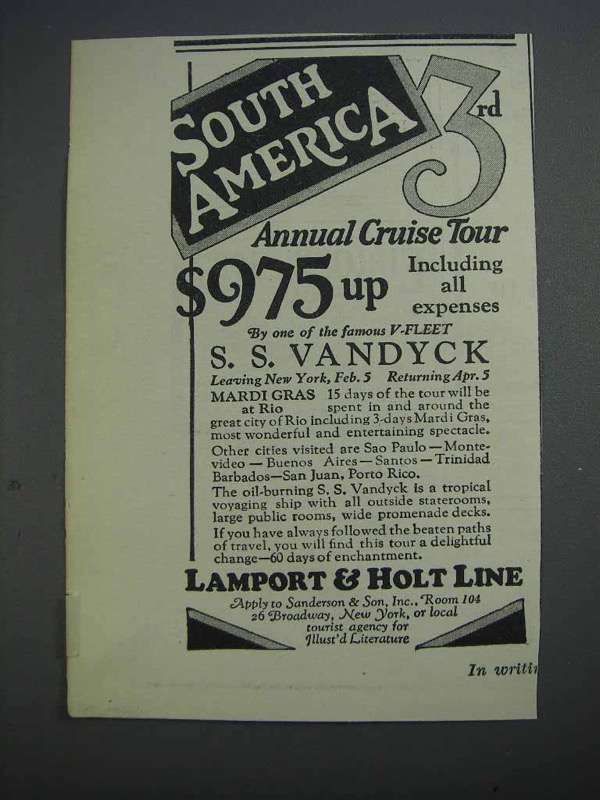 SOUTH
AMERICA
3rd
Annual Cruise Tour
$975 up
Including
all
expenses
By one of the famous V-FLEET
S. S. VANDYCK
Leaving New York, Feb. 5 Returning Apr. 5
MARDI GRAS 15 days of the tour will be
at Rio spent in and around the
great city of Rio including 3-days Mardi Gras,
most wonderful and entertaining spectacle.
Other cities visited are Sao Paulo—Monte-
video—Buenos Aires—Santos—Trinidad
Barbados—San Juan, Porto Rico.
The oil-burning S. S. Vandyck is a tropical
voyaging ship with all outside staterooms,
large public rooms, wide promenade decks.
If you have always followed the beaten paths
of travel, you will find this tour a delightful
change—60 days of enchantment.
LAMPORT & HOLT LINE
Apply to Sanderson & Son, Inc., Room 104
26 Broadway, New York, or local
tourist agency for
Illust'd Literature
In writin